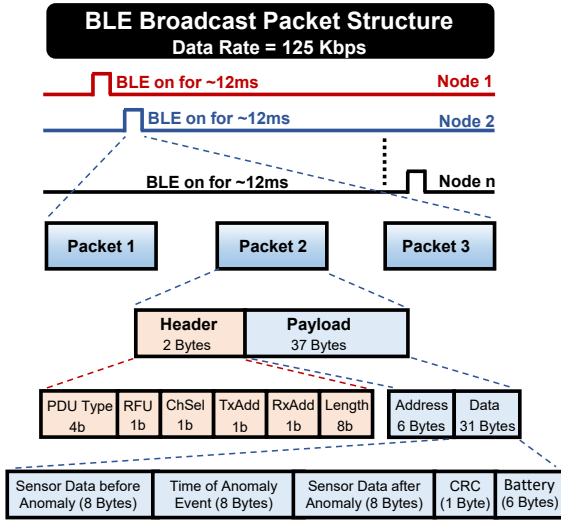 BLE Broadcast Packet Structure
Data Rate = 125 Kbps
BLE on for ~12ms Node 1
BLE on for ~12ms Node 2
BLE on for ~12ms Node n
Packet 1 Packet 2 Packet 3
Header Payload
2 Bytes 37 Bytes
PDU Type RFU ChSel TxAdd RxAdd Length Address Data
4b 1b 1b 1b 1b 8b 6 Bytes 31 Bytes
Sensor Data before Time of Anomaly Sensor Data after CRC Battery
Anomaly (8 Bytes) Event (8 Bytes) Anomaly (8 Bytes) (1 Byte) (6 Bytes)